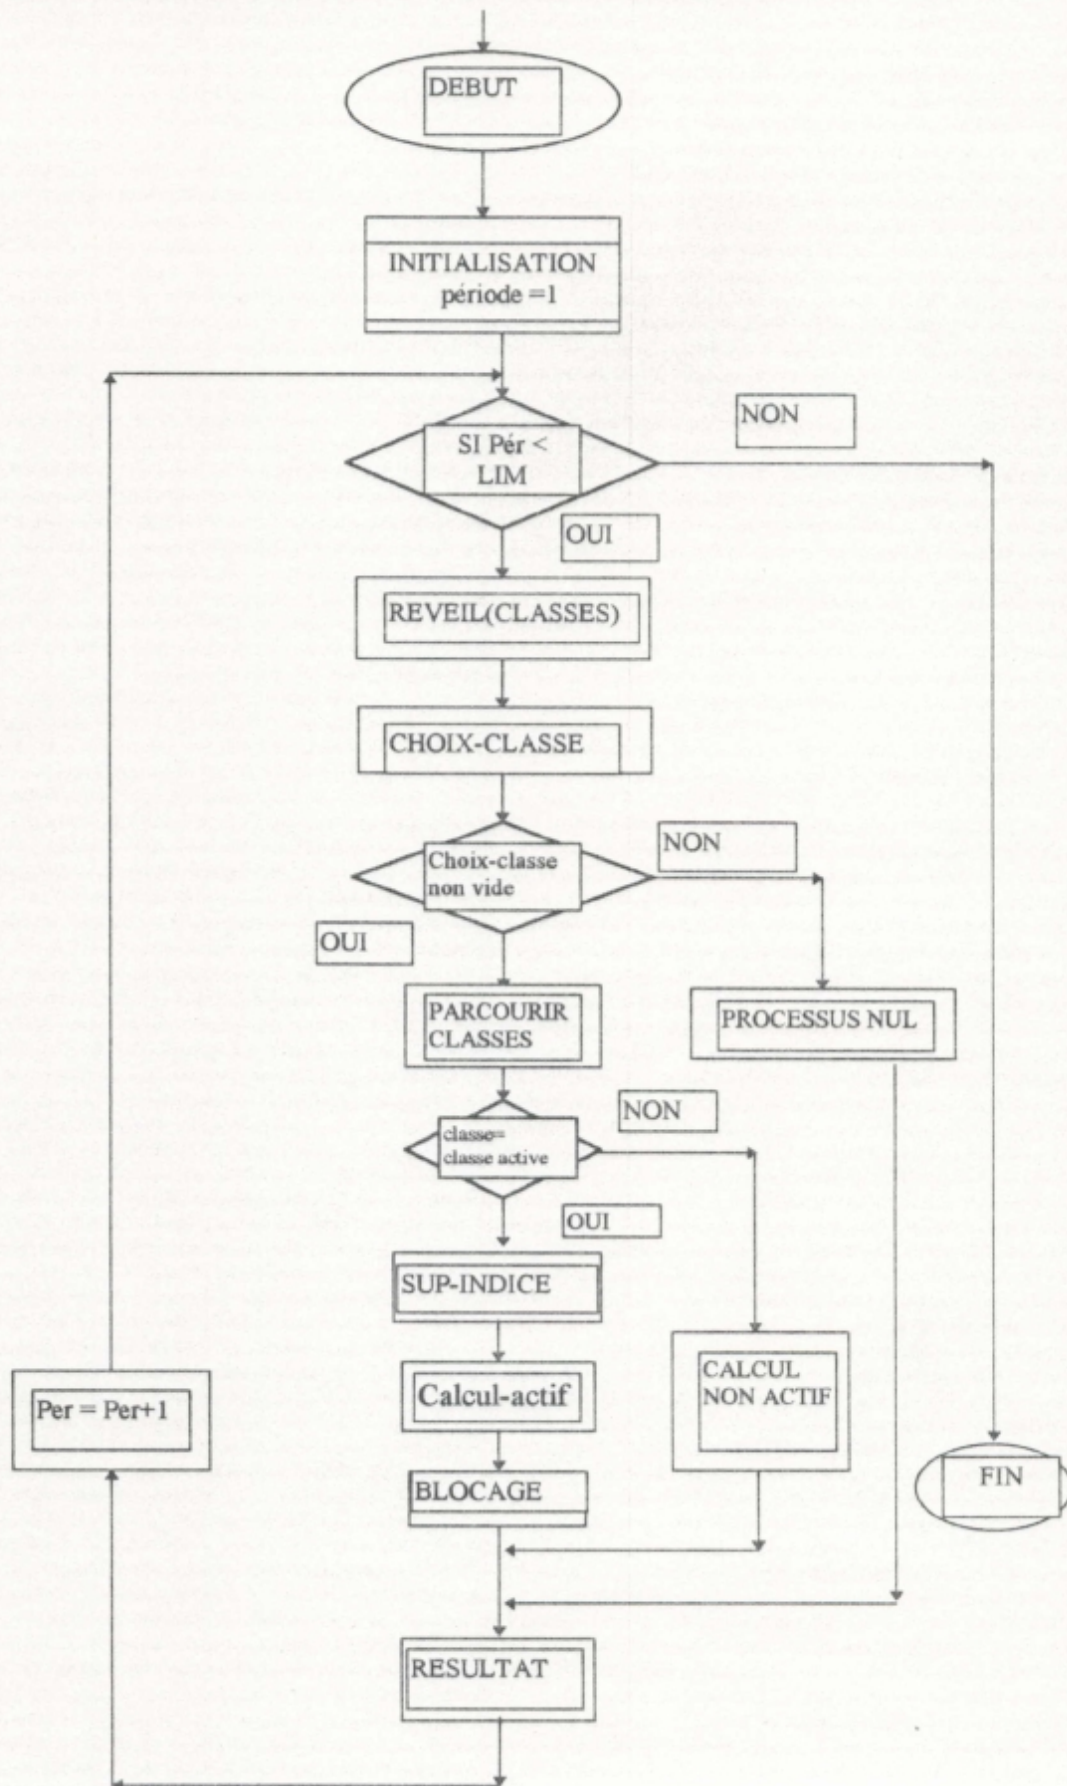 DEBUT
INITIALISATION
période =1
NON
SI Pér <
LIM
OUI
REVEIL(CLASSES)
CHOIX-CLASSE
NON
Choix-classe
non vide
OUI
PARCOURIR
CLASSES
PROCESSUS NUL
NON
classe=
classe active
OUI
SUP-INDICE
CALCUL
NON ACTIF
Calcul-actif
Per = Per+1
BLOCAGE
FIN
RESULTAT